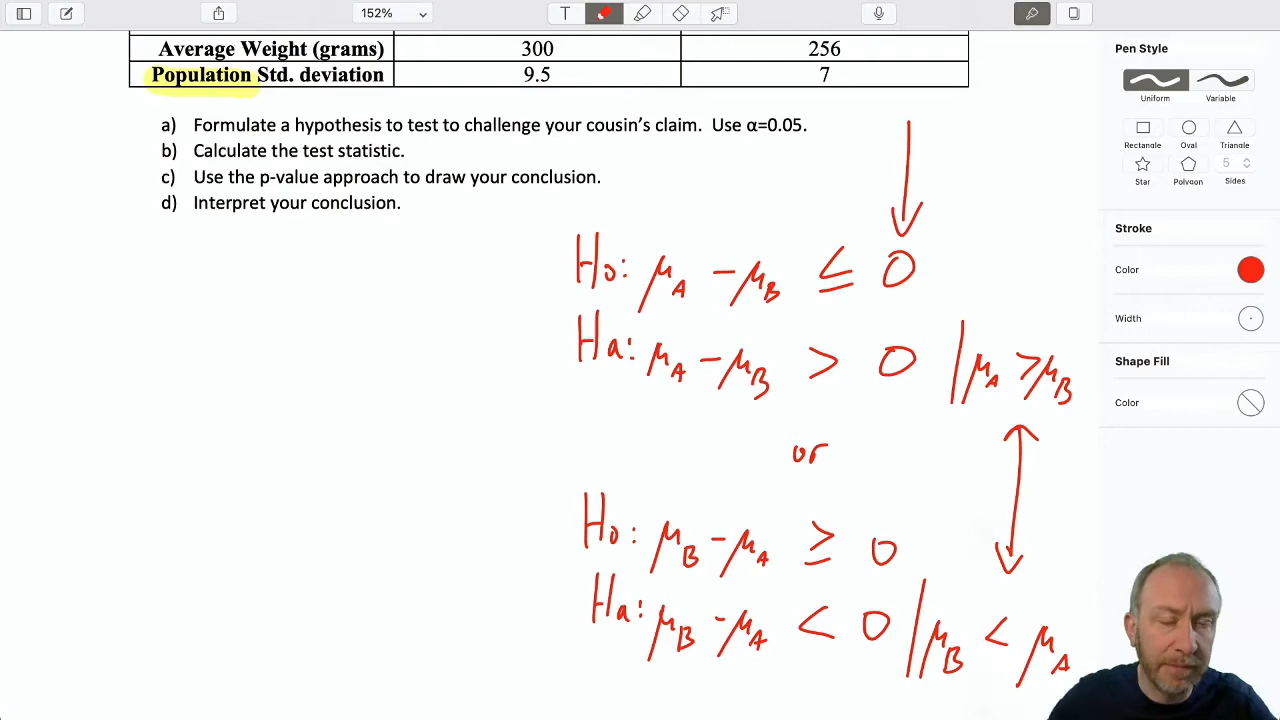 152%
T
Average Weight (grams) 300 256
Population Std. deviation 9.5 7
a) Formulate a hypothesis to test to challenge your cousin's claim. Use α=0.05.
b) Calculate the test statistic.
c) Use the p-value approach to draw your conclusion.
d) Interpret your conclusion.
Ho: μA - μB ≤ 0
Ha: μA - μB > 0 | μA > μB
or
Ho: μB - μA ≥ 0
Ha: μB - μA < 0 | μB < μA
Pen Style
Uniform Variable
Rectangle Oval Triangle
Star Polygon 5 Sides
Stroke
Color
Width
Shape Fill
Color